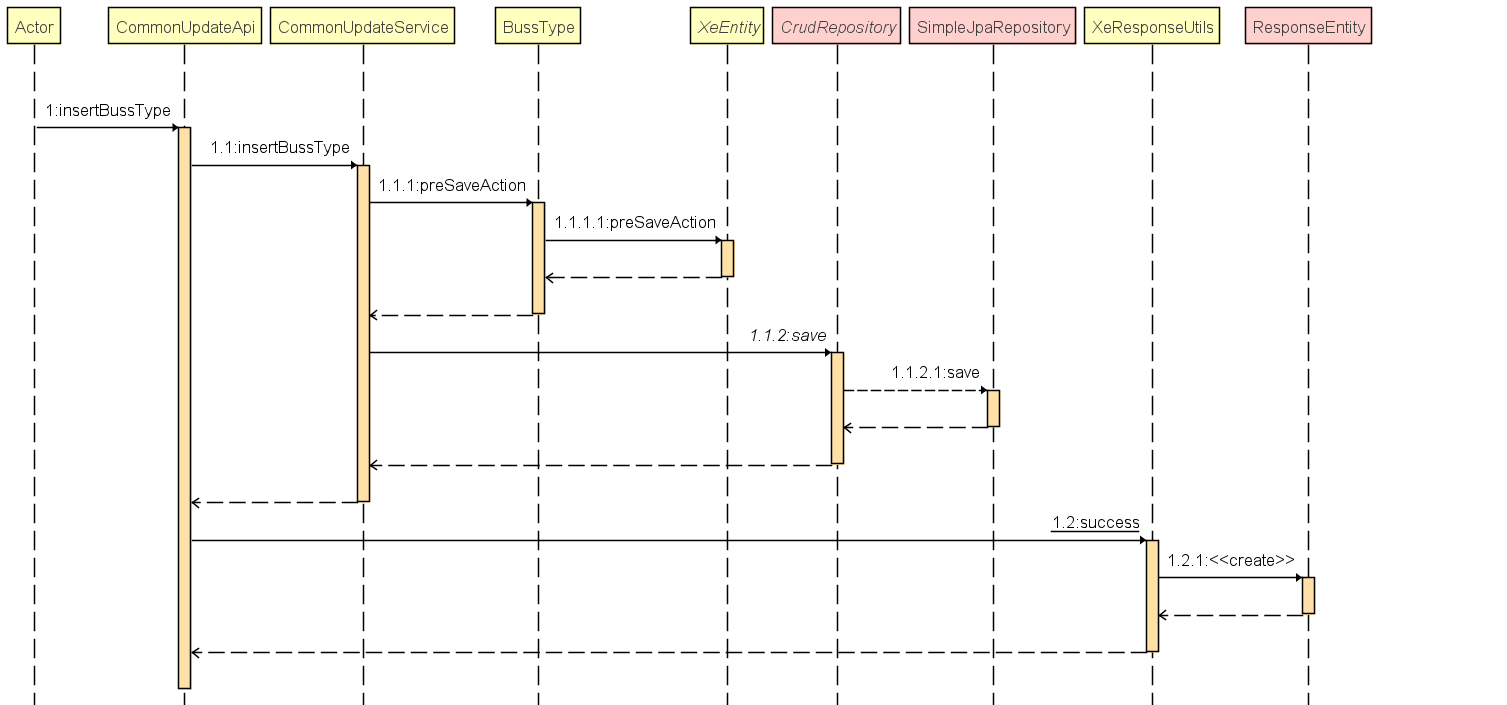 Actor
CommonUpdateApi
CommonUpdateService
BussType
XeEntity
CrudRepository
SimpleJpaRepository
XeResponseUtils
ResponseEntity
1:insertBussType
1.1:insertBussType
1.1.1:preSaveAction
1.1.1.1:preSaveAction
1.1.2:save
1.1.2.1:save
1.2:success
1.2.1:<<create>>